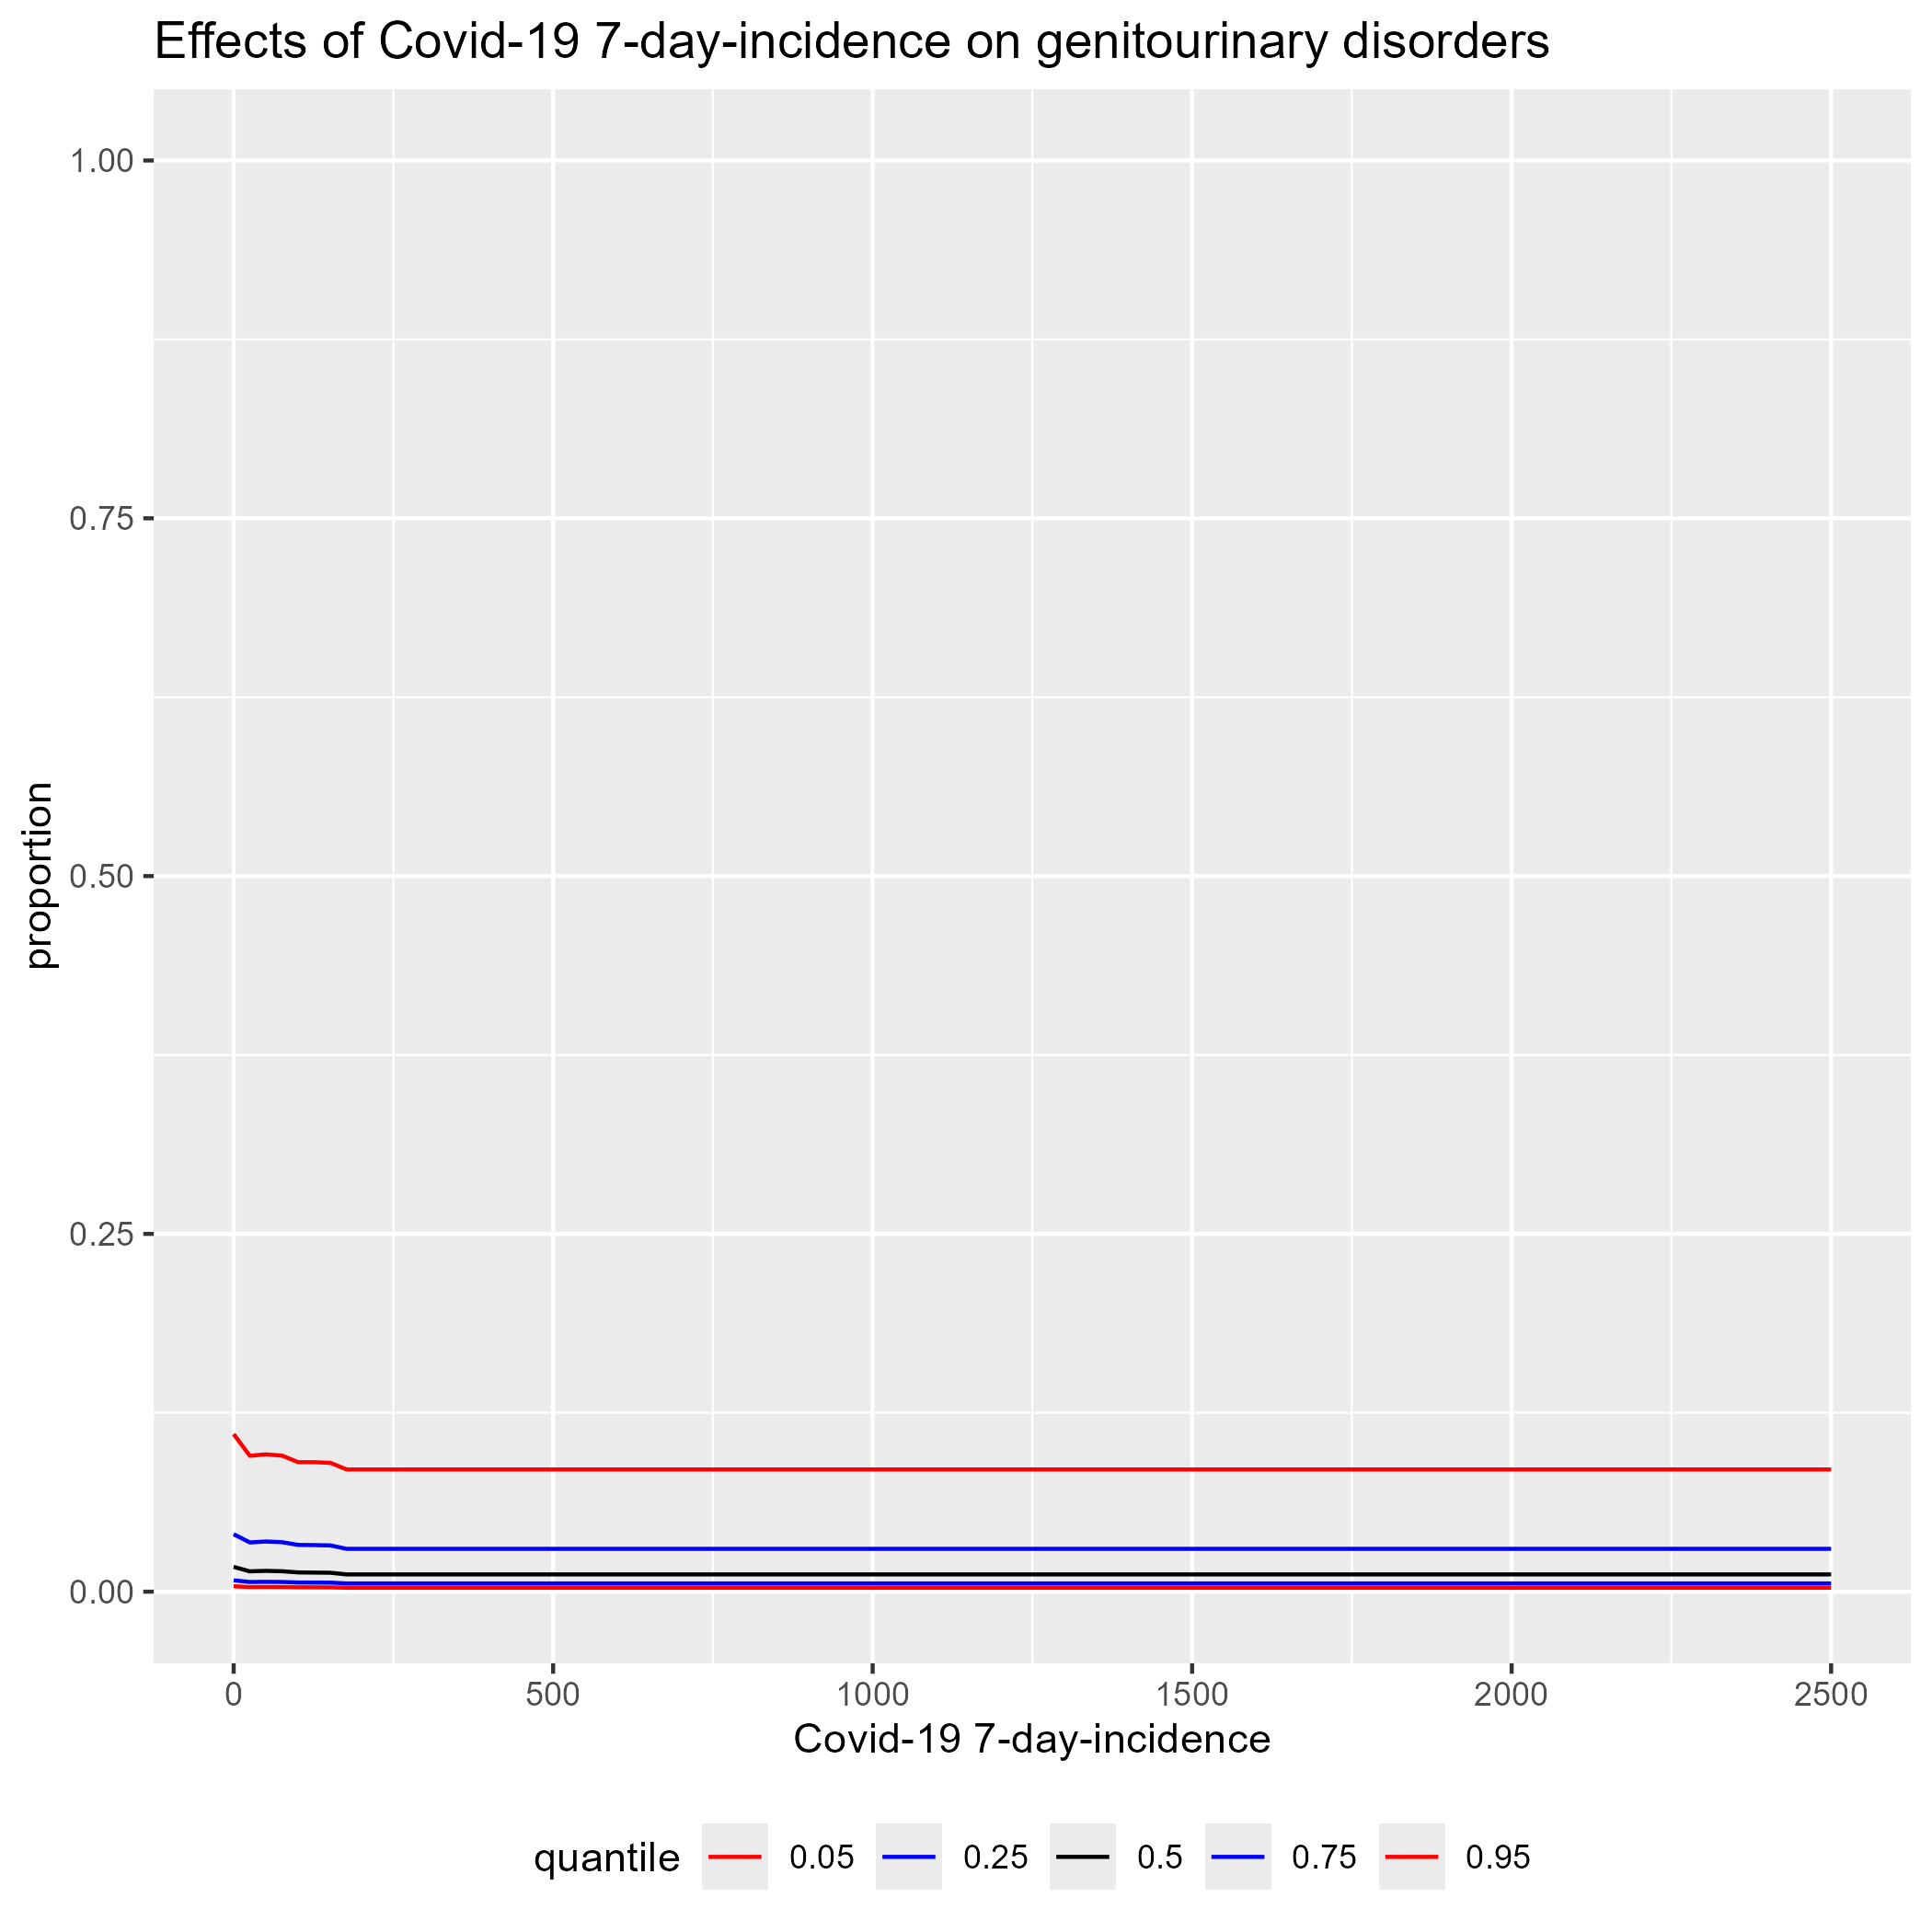 Effects of Covid-19 7-day-incidence on genitourinary disorders
1.00
0.75
0.50
0.25
0.00
proportion
0 500 1000 1500 2000 2500
Covid-19 7-day-incidence
quantile 0.05 0.25 0.5 0.75 0.95